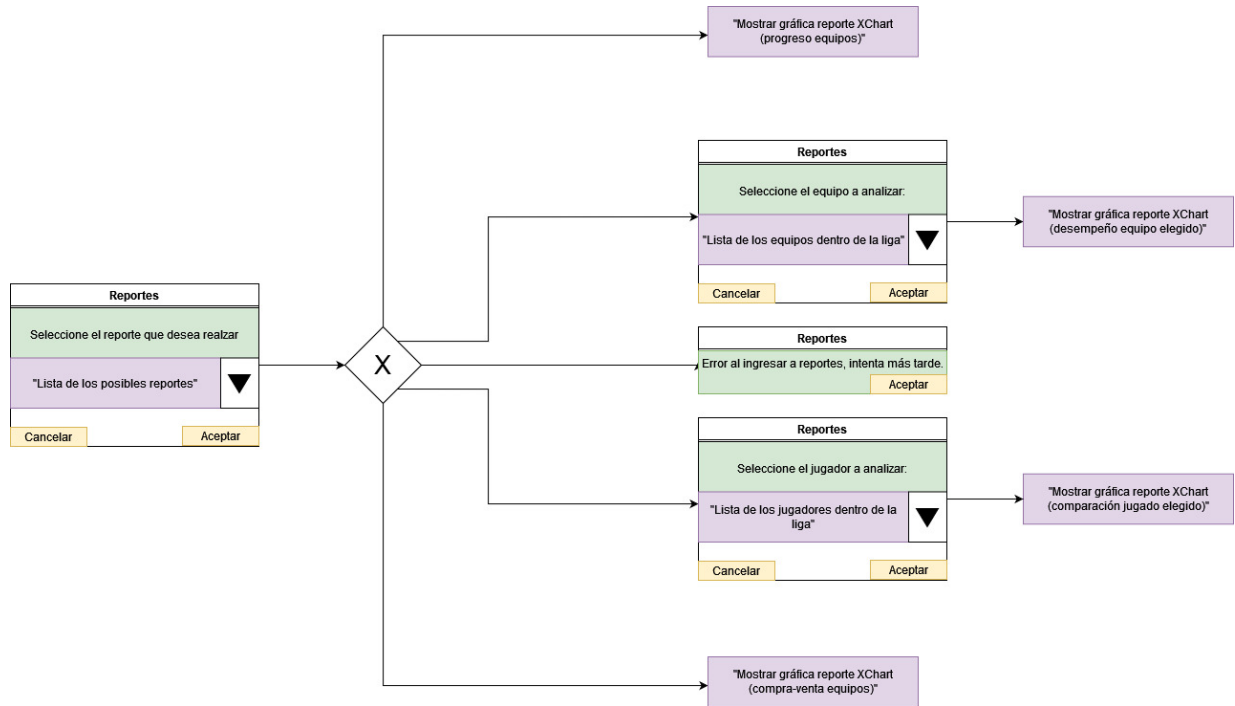 "Mostrar gráfica reporte XChart
(progreso equipos)"
Reportes
Seleccione el equipo a analizar:
"Lista de los equipos dentro de la liga"
Cancelar
Aceptar
"Mostrar gráfica reporte XChart
(desempeño equipo elegido)"
Reportes
Seleccione el reporte que desea realzar
"Lista de los posibles reportes"
Cancelar
Aceptar
X
Reportes
Error al ingresar a reportes, intenta más tarde.
Aceptar
Reportes
Seleccione el jugador a analizar:
"Lista de los jugadores dentro de la
liga"
Cancelar
Aceptar
"Mostrar gráfica reporte XChart
(comparación jugado elegido)"
"Mostrar gráfica reporte XChart
(compra-venta equipos)"